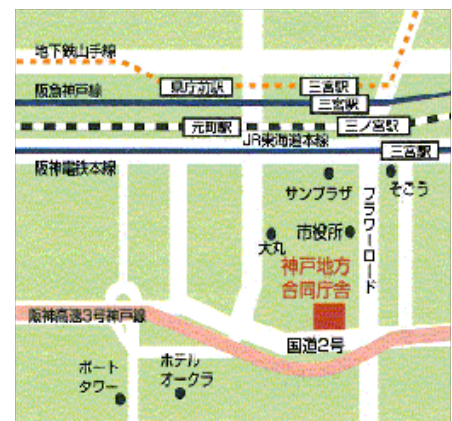 地下鉄山手線
県庁前駅
三宮駅
阪急神戸線
三宮駅
元町駅
三ノ宮駅
JR東海道本線
三宮駅
阪神電鉄本線
サンプラザ
フラワーロード
そごう
市役所
大丸
神戸地方
合同庁舎
阪神高速3号神戸線
国道2号
ポート
タワー
ホテル
オークラ